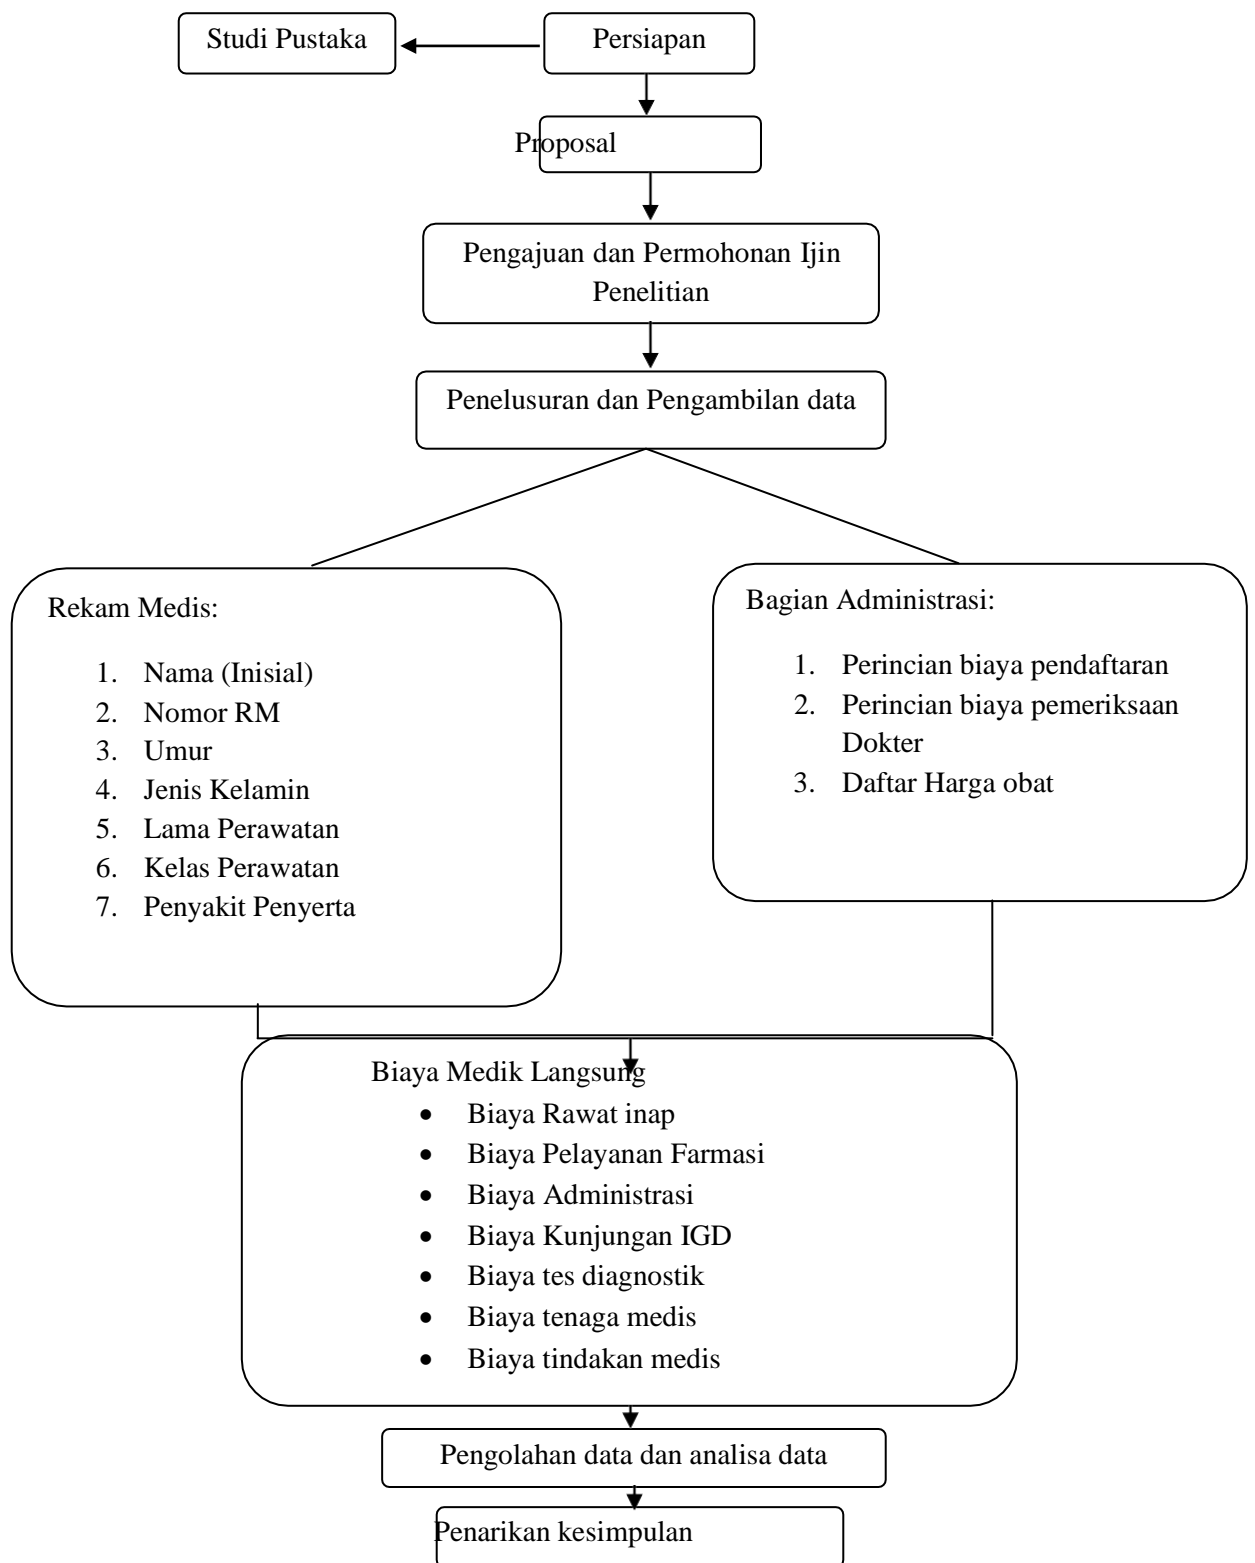 Studi Pustaka
Persiapan
Proposal
Pengajuan dan Permohonan Ijin
Penelitian
Penelusuran dan Pengambilan data
Rekam Medis:
1. Nama (Inisial)
2. Nomor RM
3. Umur
4. Jenis Kelamin
5. Lama Perawatan
6. Kelas Perawatan
7. Penyakit Penyerta
Bagian Administrasi:
1. Perincian biaya pendaftaran
2. Perincian biaya pemeriksaan
Dokter
3. Daftar Harga obat
Biaya Medik Langsung
• Biaya Rawat inap
• Biaya Pelayanan Farmasi
• Biaya Administrasi
• Biaya Kunjungan IGD
• Biaya tes diagnostik
• Biaya tenaga medis
• Biaya tindakan medis
Pengolahan data dan analisa data
Penarikan kesimpulan